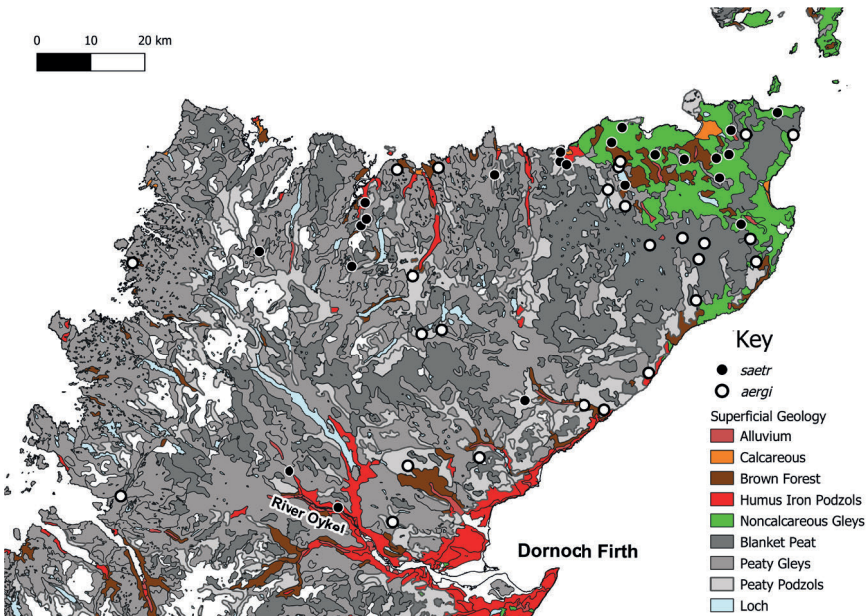 0 10 20 km
Key
saetr
aergi
Superficial Geology
Alluvium
Calcareous
Brown Forest
Humus Iron Podzols
Noncalcareous Gleys
Blanket Peat
Peaty Gleys
Peaty Podzols
Loch
River Oykel
Dornoch Firth